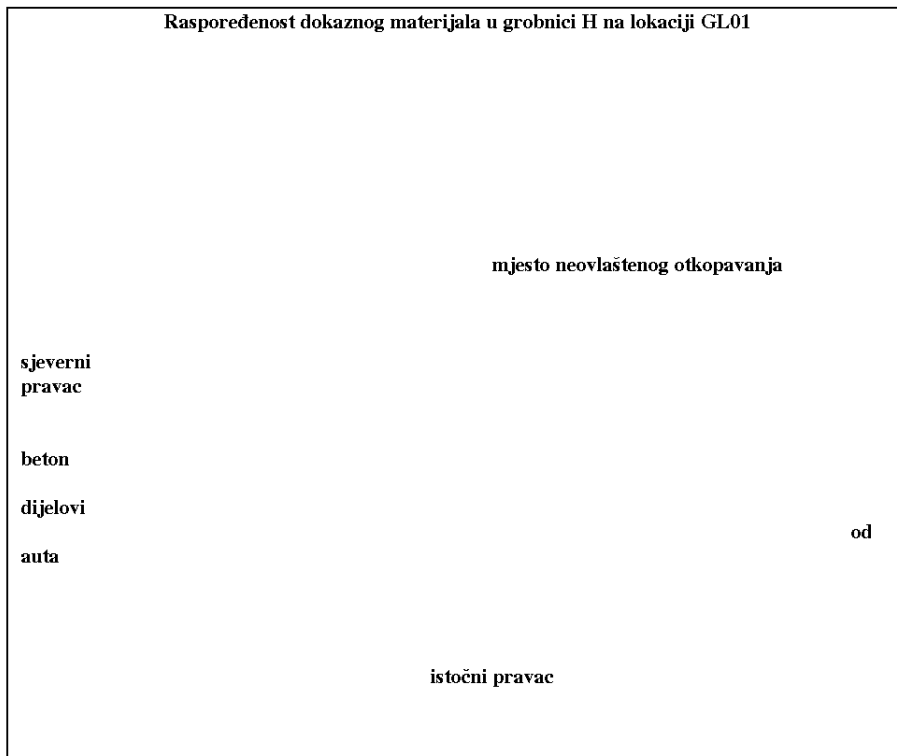 Raspoređenost dokaznog materijala u grobnici H na lokaciji GL01
mjesto neovlaštenog otkopavanja
sjeverni
pravac
beton
dijelovi
od
auta
istočni pravac